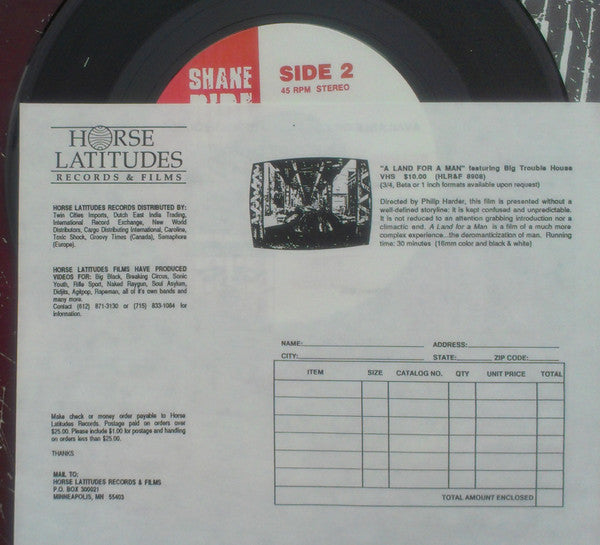 SHANE
SIDE 2
45 RPM STEREO
HORSE
LATITUDES
RECORDS & FILMS
HORSE LATITUDES RECORDS DISTRIBUTED BY:
Twin Cities Imports, Dutch East India Trading,
International Record Exchange, New World
Distributors, Cargo Distributing International, Caroline,
Toxic Shock, Groovy Times (Canada), Semaphore
(Europe).
HORSE LATITUDES FILMS HAVE PRODUCED
VIDEOS FOR: Big Black, Breaking Circus, Sonic
Youth, Rifle Sport, Naked Raygun, Soul Asylum,
Didjits, Agitpop, Rapeman, all of it's own bands and
many more.
Contact (612) 871-3130 or (715) 833-1084 for
information.
"A LAND FOR A MAN" featuring Big Trouble House
VHS $10.00 (HLR&F 8908)
(3/4, Beta or 1 inch formats available upon request)
Directed by Philip Harder, this film is presented without a
well-defined storyline: it is kept confused and unpredictable.
It is not reduced to an attention grabbing introduction nor a
climactic end. A Land for a Man is a film of a much more
complex experience...the deromanticization of man. Running
time: 30 minutes (16mm color and black & white)
NAME: ADDRESS:
CITY: STATE: ZIP CODE:
ITEM SIZE CATALOG NO. QTY UNIT PRICE TOTAL
TOTAL AMOUNT ENCLOSED
Make check or money order payable to Horse
Latitudes Records. Postage paid on orders over
$25.00. Please include $1.00 for postage and handling
on orders less than $25.00.
THANKS
MAIL TO:
HORSE LATITUDES RECORDS & FILMS
P.O. BOX 300021
MINNEAPOLIS, MN 55403